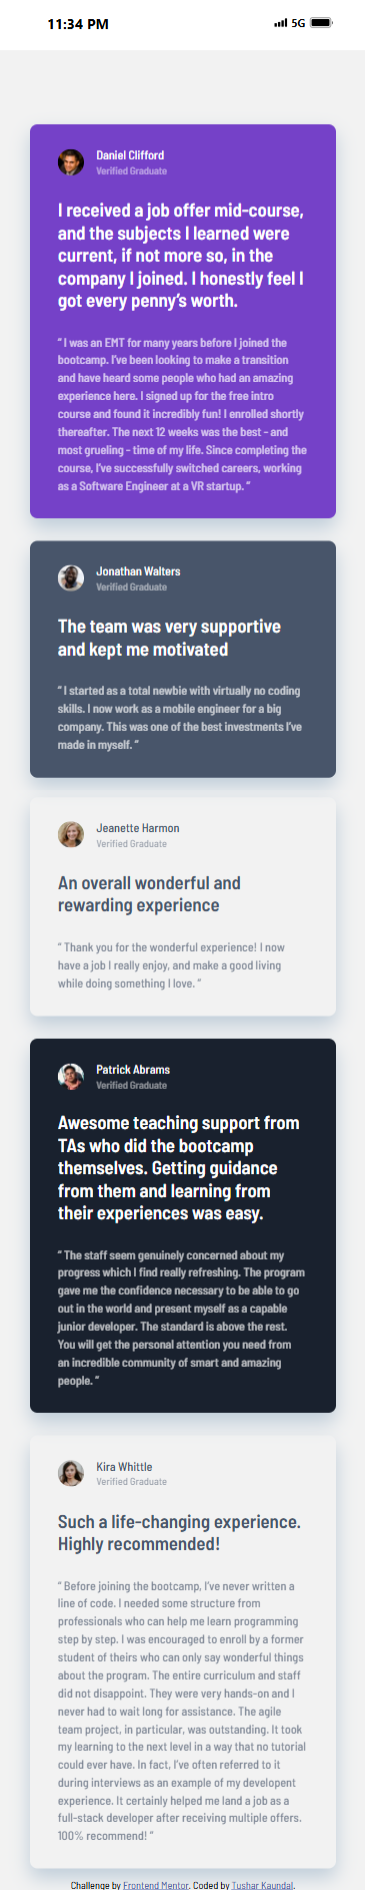 11:34 PM 5G
Daniel Clifford
Verified Graduate
I received a job offer mid-course,
and the subjects I learned were
current, if not more so, in the
company I joined. I honestly feel I
got every penny’s worth.
“ I was an EMT for many years before I joined the
bootcamp. I’ve been looking to make a transition
and have heard some people who had an amazing
experience here. I signed up for the free intro
course and found it incredibly fun! I enrolled shortly
thereafter. The next 12 weeks was the best - and
most grueling - time of my life. Since completing the
course, I’ve successfully switched careers, working
as a Software Engineer at a VR startup. ”
Jonathan Walters
Verified Graduate
The team was very supportive
and kept me motivated
“ I started as a total newbie with virtually no coding
skills. I now work as a mobile engineer for a big
company. This was one of the best investments I’ve
made in myself. ”
Jeanette Harmon
Verified Graduate
An overall wonderful and
rewarding experience
“ Thank you for the wonderful experience! I now
have a job I really enjoy, and make a good living
while doing something I love. ”
Patrick Abrams
Verified Graduate
Awesome teaching support from
TAs who did the bootcamp
themselves. Getting guidance
from them and learning from
their experiences was easy.
“ The staff seem genuinely concerned about my
progress which I find really refreshing. The program
gave me the confidence necessary to be able to go
out in the world and present myself as a capable
junior developer. The standard is above the rest.
You will get the personal attention you need from
an incredible community of smart and amazing
people. ”
Kira Whittle
Verified Graduate
Such a life-changing experience.
Highly recommended!
“ Before joining the bootcamp, I’ve never written a
line of code. I needed some structure from
professionals who can help me learn programming
step by step. I was encouraged to enroll by a former
student of theirs who can only say wonderful things
about the program. The entire curriculum and staff
did not disappoint. They were very hands-on and I
never had to wait long for assistance. The agile
team project, in particular, was outstanding. It took
my learning to the next level in a way that no tutorial
could ever have. In fact, I’ve often referred to it
during interviews as an example of my developent
experience. It certainly helped me land a job as a
full-stack developer after receiving multiple offers.
100% recommend! ”
Challenge by Frontend Mentor. Coded by Tushar Kaundal.